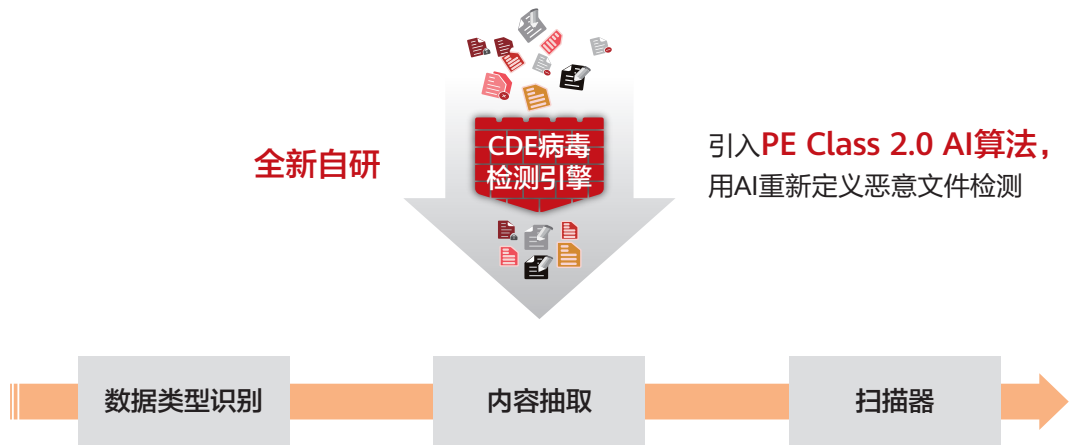 全新自研
CDE病毒
检测引擎
引入PE Class 2.0 AI算法，
用AI重新定义恶意文件检测
数据类型识别
内容抽取
扫描器